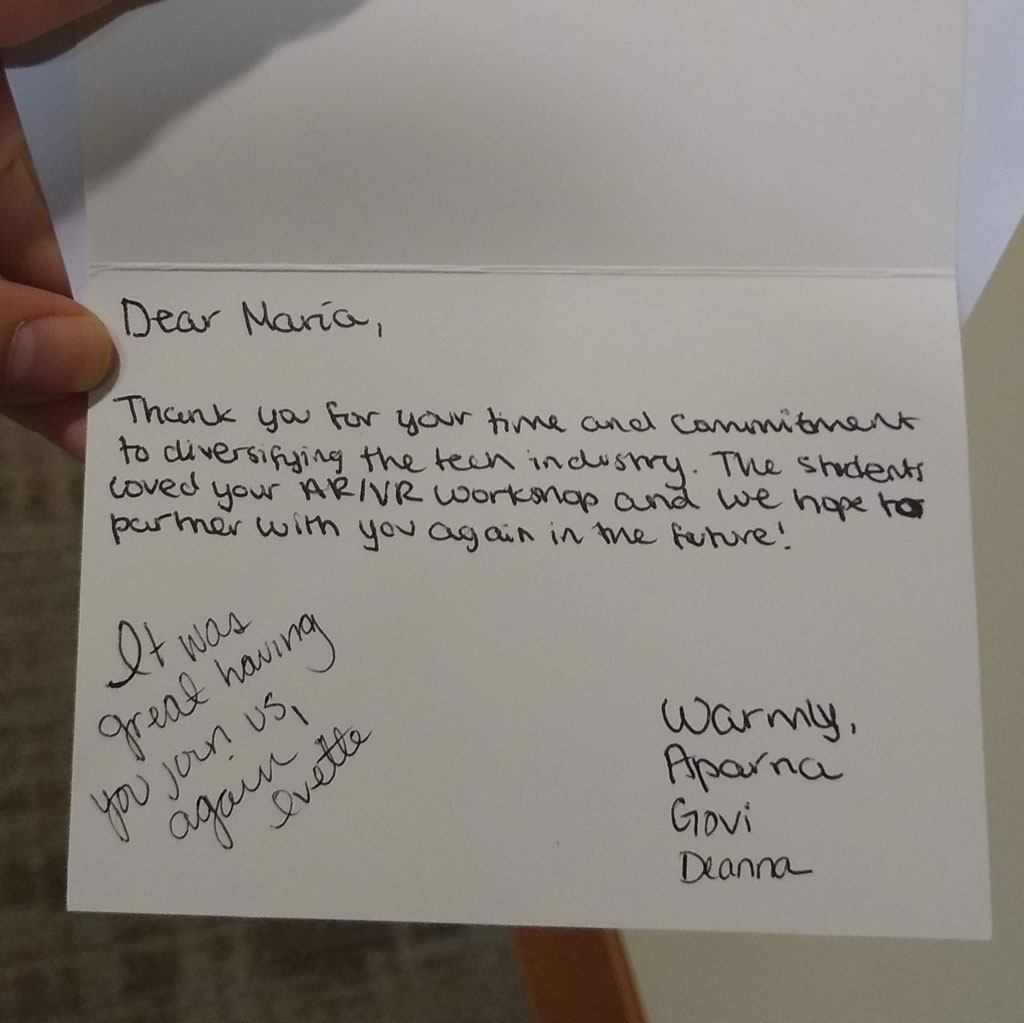 Dear María,
Thank you for your time and commitment
to diversifying the tech industry. The students
loved your AR/VR workshop and we hope to
partner with you again in the future!
It was
great having
you join us,
again
evette
Warmly,
Aparna
Govi
Deanna